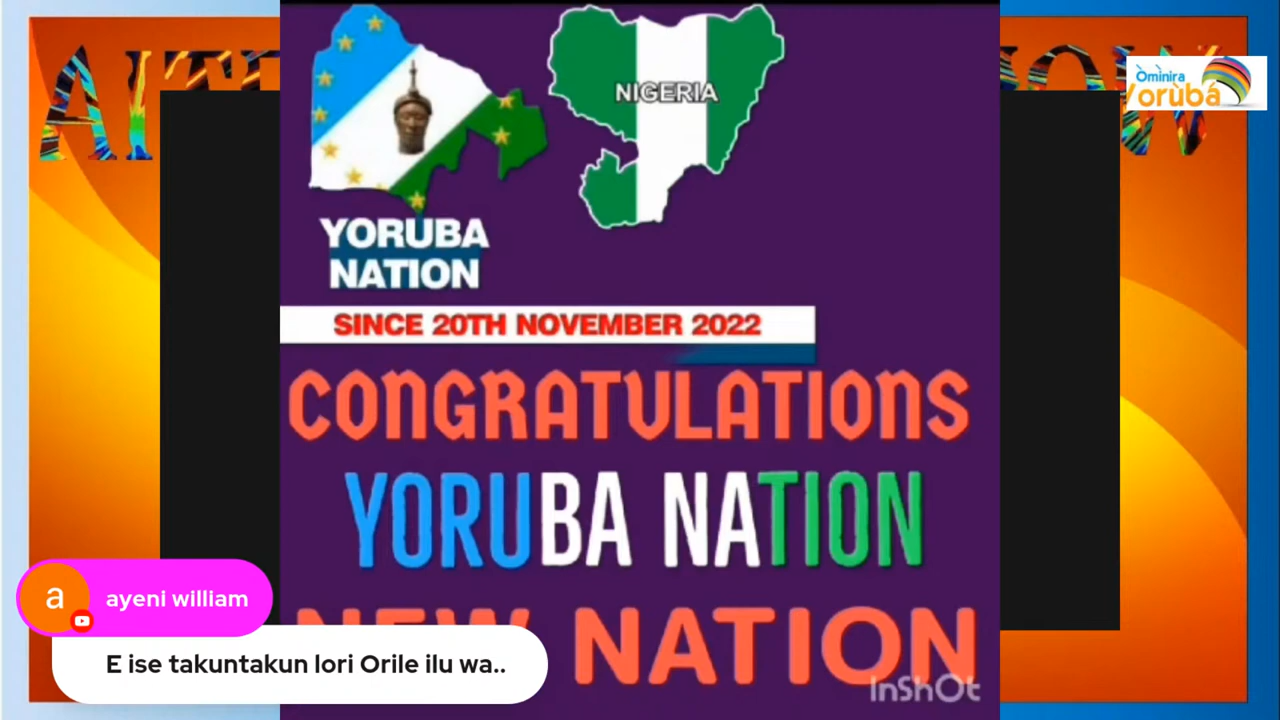 Òmìnira
Yorùbá
NIGERIA
YORUBA
NATION
SINCE 20TH NOVEMBER 2022
CONGRATULATIONS
YORUBA NATION
NEW NATION
a
ayeni william
E ise takuntakun lori Orile ilu wa..
InShOt